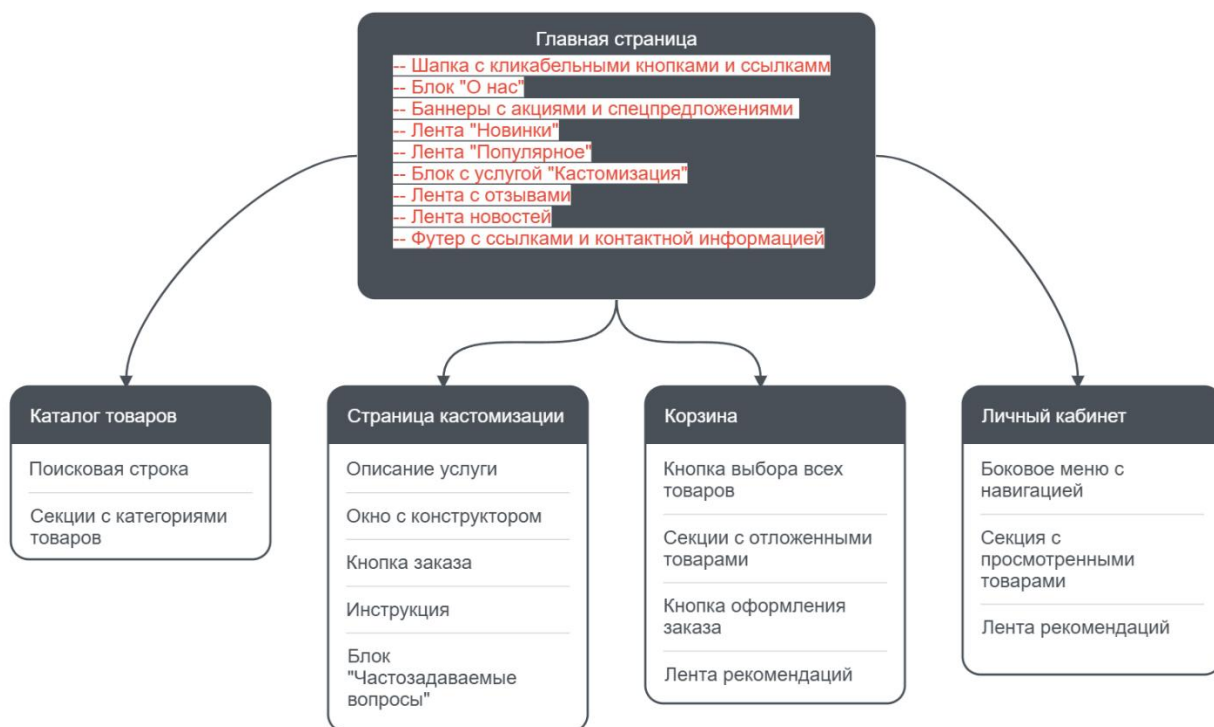 Главная страница
-- Шапка с кликабельными кнопками и ссылкамм
-- Блок "О нас"
-- Баннеры с акциями и спецпредложениями
-- Лента "Новинки"
-- Лента "Популярное"
-- Блок с услугой "Кастомизация"
-- Лента с отзывами
-- Лента новостей
-- Футер с ссылками и контактной информацией
Каталог товаров
Поисковая строка
Секции с категориями
товаров
Страница кастомизации
Описание услуги
Окно с конструктором
Кнопка заказа
Инструкция
Блок
"Частозадаваемые
вопросы"
Корзина
Кнопка выбора всех
товаров
Секции с отложенными
товарами
Кнопка оформления
заказа
Лента рекомендаций
Личный кабинет
Боковое меню с
навигацией
Секция с
просмотренными
товарами
Лента рекомендаций